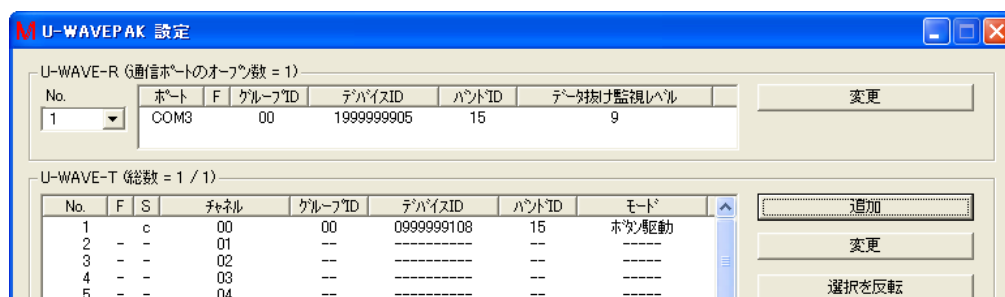 U-WAVEPAK 設定
U-WAVE-R (通信ﾎﾟｰﾄのｵｰﾌﾟﾝ数 = 1)
No. ﾎﾟｰﾄ F ｸﾞﾙｰﾌﾟID ﾃﾞﾊﾞｲｽID ﾊﾞﾝﾄﾞID ﾃﾞｰﾀ抜け監視ﾚﾍﾞﾙ 変更
1 COM3 00 1999999905 15 9
U-WAVE-T (総数 = 1 / 1)
No. F S ﾁｬﾈﾙ ｸﾞﾙｰﾌﾟID ﾃﾞﾊﾞｲｽID ﾊﾞﾝﾄﾞID ﾓｰﾄﾞ 追加
1 c 00 00 0999999108 15 ﾎﾞﾀﾝ駆動
2 - - 01 -- ---------- -- ----- 変更
3 - - 02 -- ---------- -- -----
4 - - 03 -- ---------- -- ----- 選択を反転
5 - - 04 -- ---------- -- -----